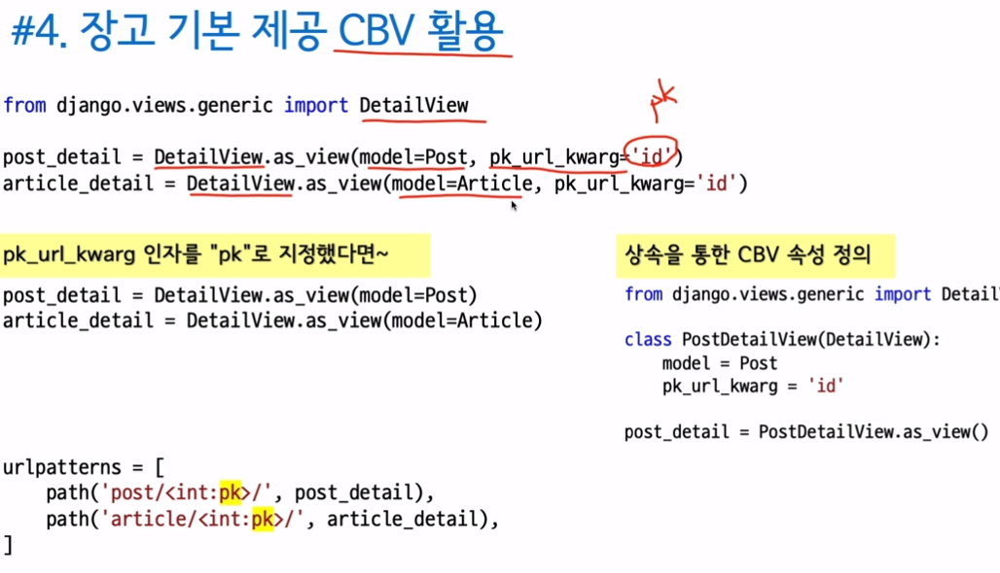 #4. 장고 기본 제공 CBV 활용
pk
from django.views.generic import DetailView
post_detail = DetailView.as_view(model=Post, pk_url_kwarg='id')
article_detail = DetailView.as_view(model=Article, pk_url_kwarg='id')
pk_url_kwarg 인자를 "pk"로 지정했다면~
post_detail = DetailView.as_view(model=Post)
article_detail = DetailView.as_view(model=Article)
상속을 통한 CBV 속성 정의
from django.views.generic import Detail
class PostDetailView(DetailView):
model = Post
pk_url_kwarg = 'id'
post_detail = PostDetailView.as_view()
urlpatterns = [
path('post/<int:pk>/', post_detail),
path('article/<int:pk>/', article_detail),
]